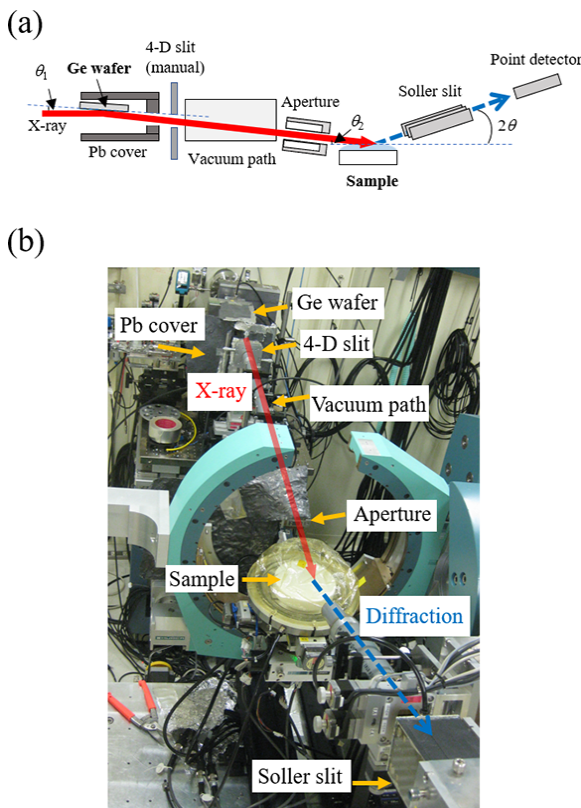 (a)
4-D slit
(manual)
Point detector
θ1
Ge wafer
Soller slit
Aperture
θ2
X-ray
2θ
Pb cover
Vacuum path
Sample
(b)
Ge wafer
Pb cover
4-D slit
X-ray
Vacuum path
Aperture
Sample
Diffraction
Soller slit